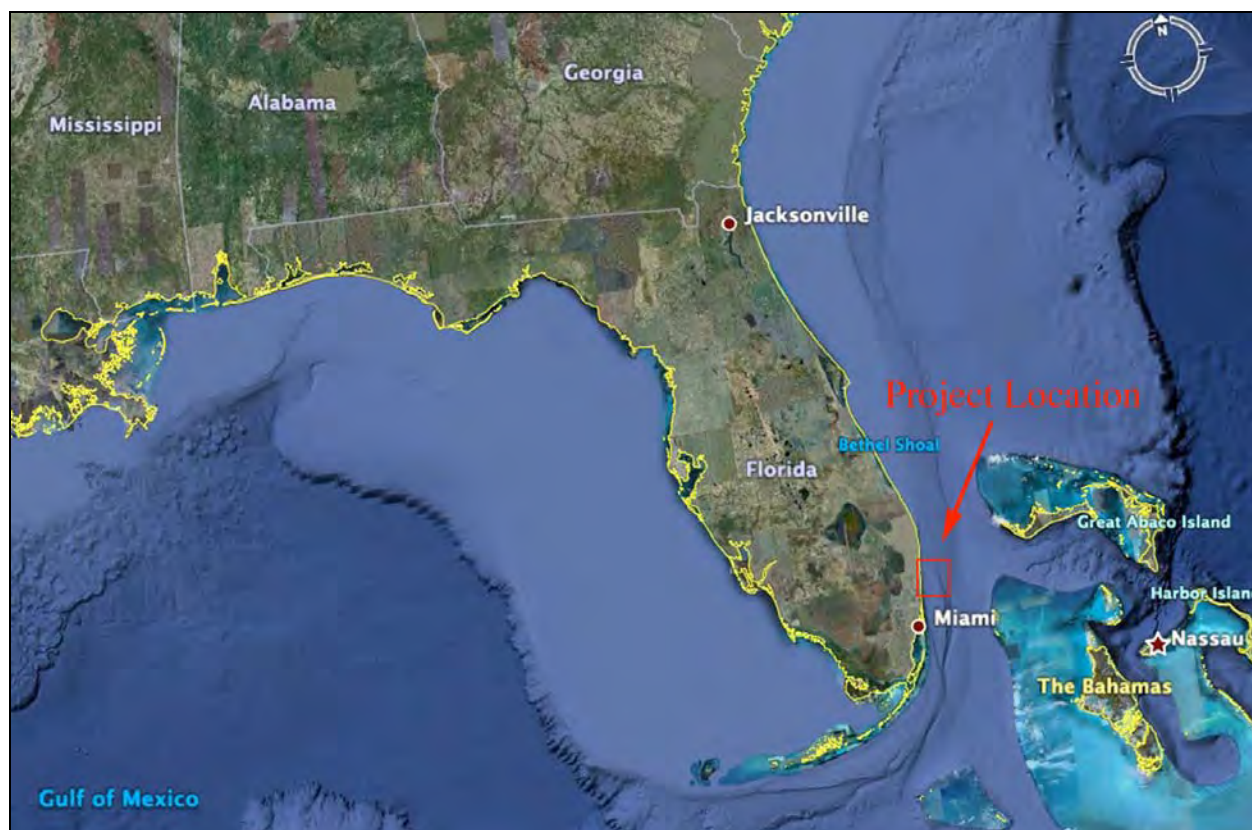 N
Georgia
Alabama
Mississippi
Jacksonville
Project Location
Bethel Shoal
Florida
Great Abaco Island
Harbor Islan
Miami
Nassau
The Bahamas
Gulf of Mexico